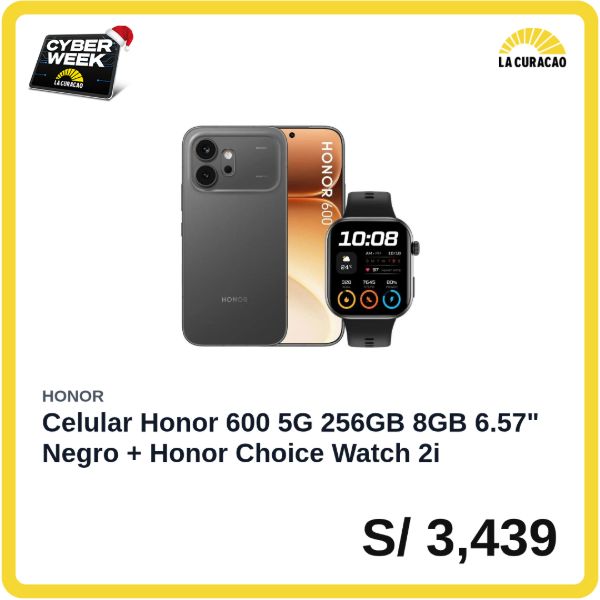 CYBER
WEEK
LA CURACAO
LA CURACAO
HONOR 600
HONOR
10:08
24°C
HONOR
Celular Honor 600 5G 256GB 8GB 6.57"
Negro + Honor Choice Watch 2i
S/ 3,439